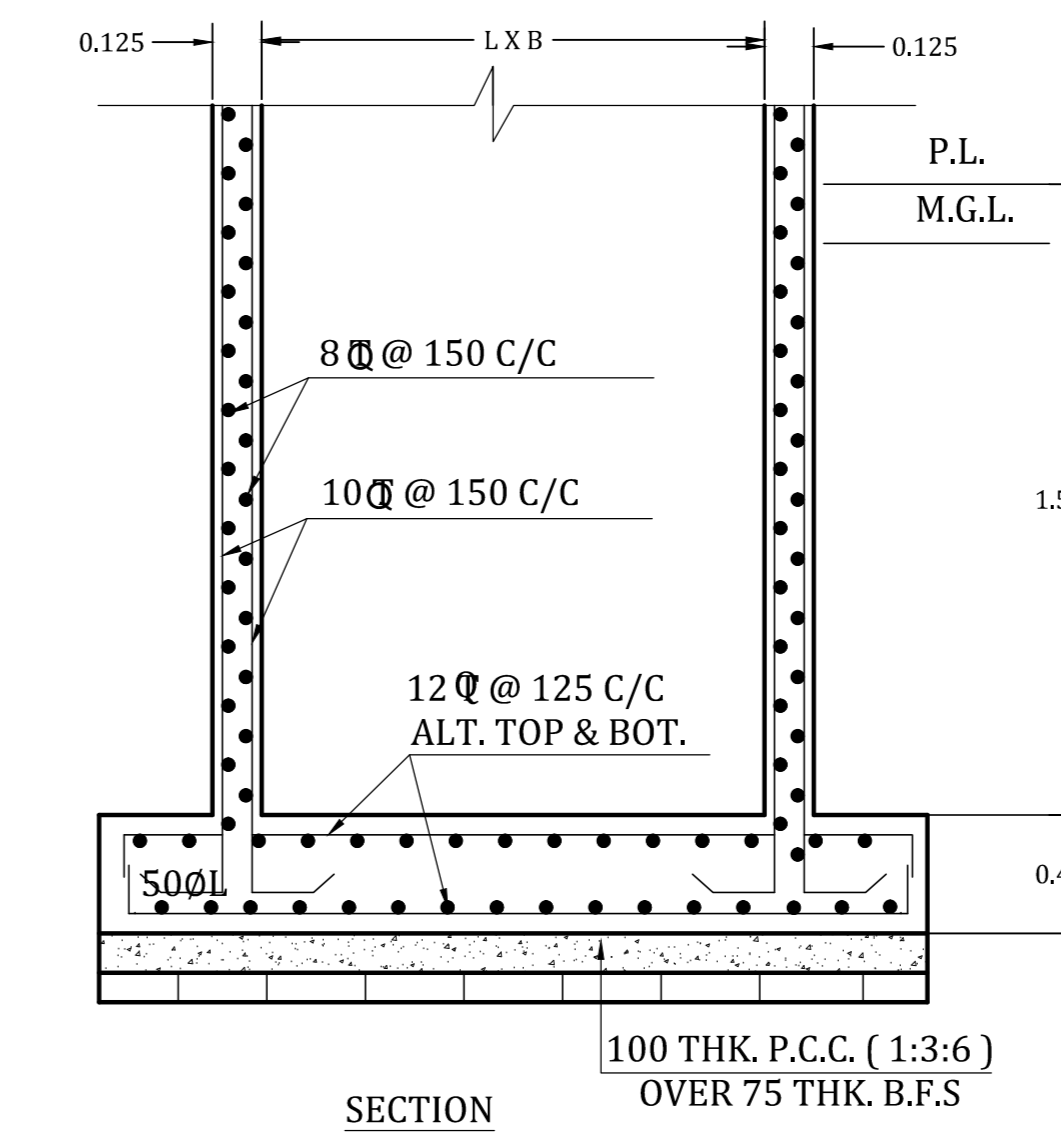 0.125
L X B
0.125
P.L.
M.G.L.
8 @ 150 C/C
10 @ 150 C/C
12 @ 125 C/C
ALT. TOP & BOT.
50ØL
100 THK. P.C.C. ( 1:3:6 )
OVER 75 THK. B.F.S
SECTION